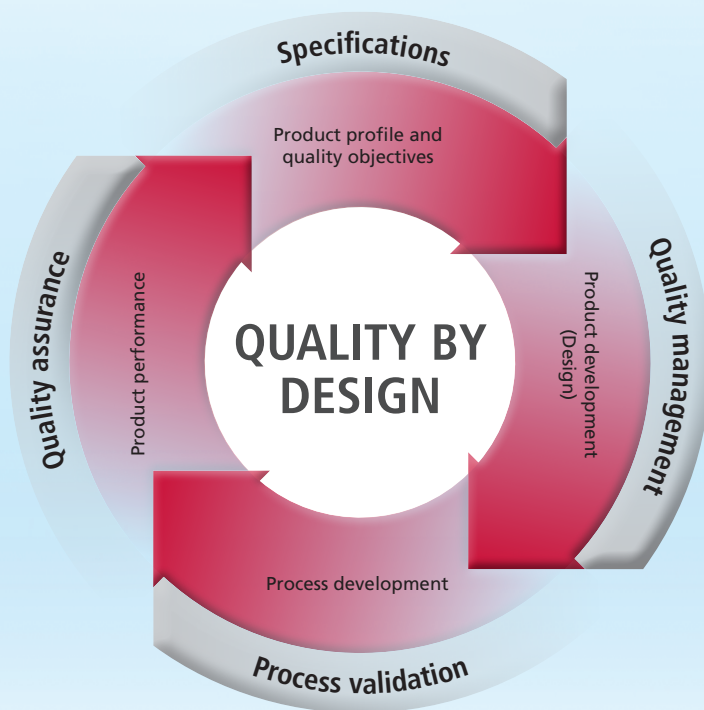 Specifications
Product profile and
quality objectives
Quality management
Product development
(Design)
QUALITY BY
DESIGN
Process development
Process validation
Product performance
Quality assurance